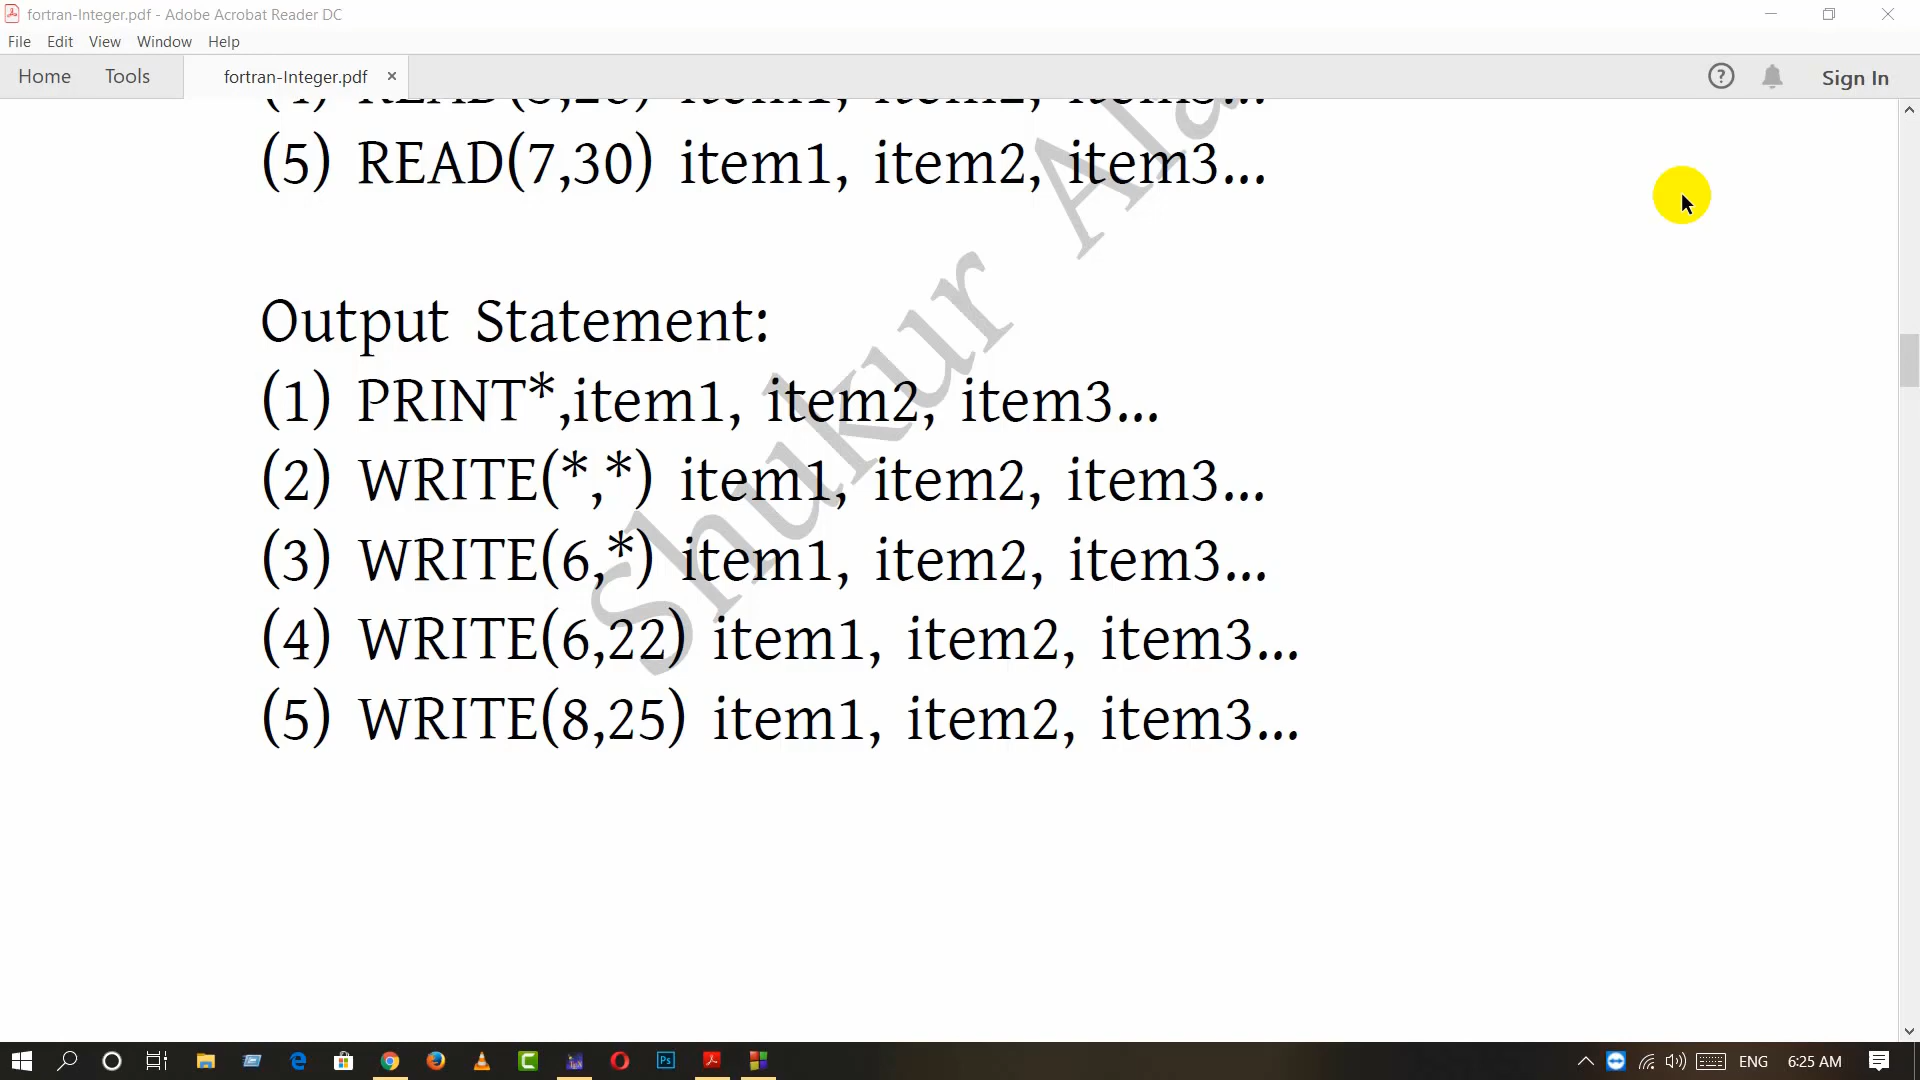 fortran-Integer.pdf - Adobe Acrobat Reader DC
File Edit View Window Help
Home Tools fortran-Integer.pdf × Sign In
item1, item2, item3...
(5) READ(7,30) item1, item2, item3...
Output Statement:
(1) PRINT*,item1, item2, item3...
(2) WRITE(*,*) item1, item2, item3...
(3) WRITE(6,*) item1, item2, item3...
(4) WRITE(6,22) item1, item2, item3...
(5) WRITE(8,25) item1, item2, item3...
Shukur
ENG 6:25 AM